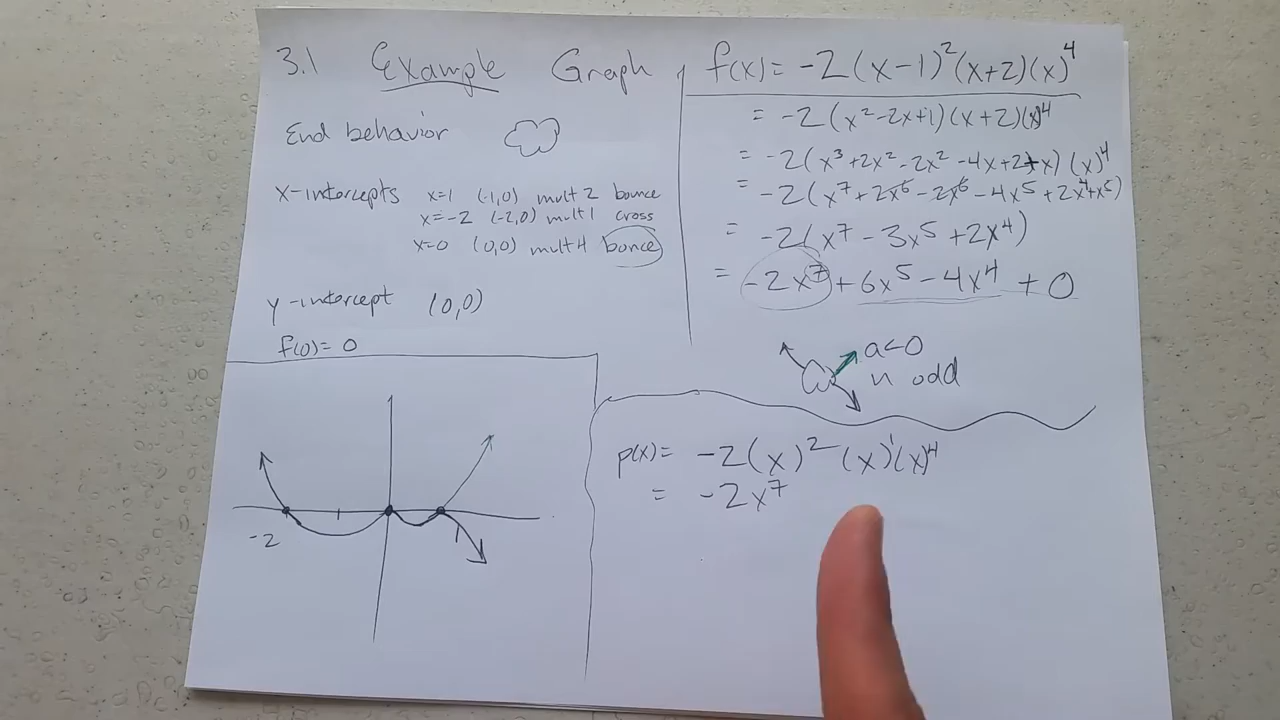 3.1 Example Graph f(x) = -2(x-1)²(x+2)(x)⁴
= -2(x²-2x+1)(x+2)(x)⁴
= -2(x³+2x²-2x²-4x+2+x)(x)⁴
= -2(x⁷+2x⁶-2x⁶-4x⁵+2x⁴+x⁵)
= -2(x⁷-3x⁵+2x⁴)
= -2x⁷+6x⁵-4x⁴+0
End behavior
x-intercepts x=1 (-1,0) mult 2 bounce
x=-2 (-2,0) mult 1 cross
x=0 (0,0) mult 4 bounce
y-intercept (0,0)
f(0)= 0
a<0
n odd
-2
1
p(x)= -2(x)²(x)¹(x)⁴
= -2x⁷